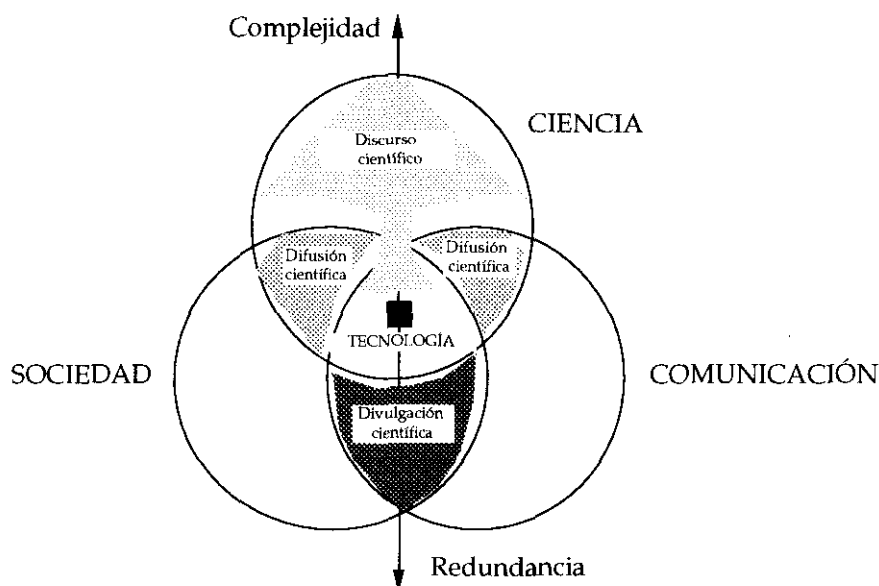 Complejidad
CIENCIA
Discurso
científico
Difusión
científica
Difusión
científica
TECNOLOGÍA
SOCIEDAD
COMUNICACIÓN
Divulgación
científica
Redundancia